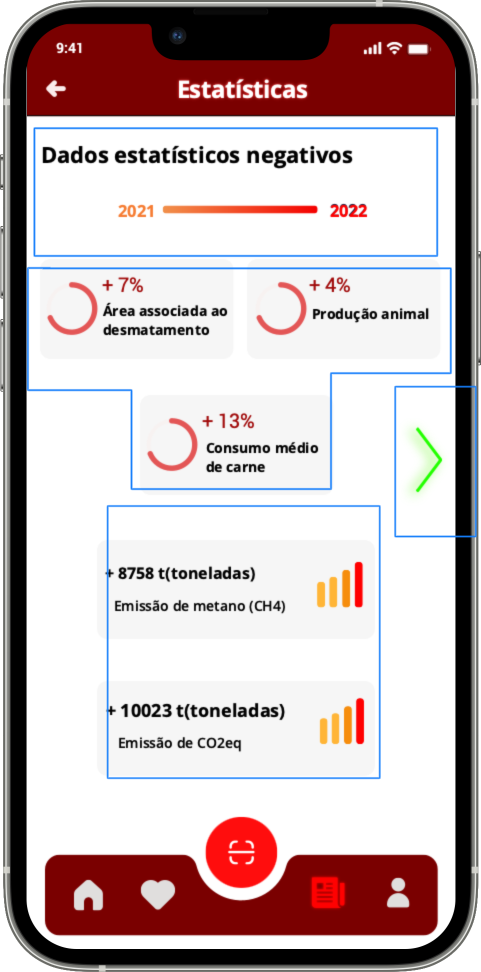 9:41
Estatísticas
Dados estatísticos negativos
2021 2022
+ 7%
Área associada ao
desmatamento
+ 4%
Produção animal
+ 13%
Consumo médio
de carne
+ 8758 t(toneladas)
Emissão de metano (CH4)
+ 10023 t(toneladas)
Emissão de CO2eq